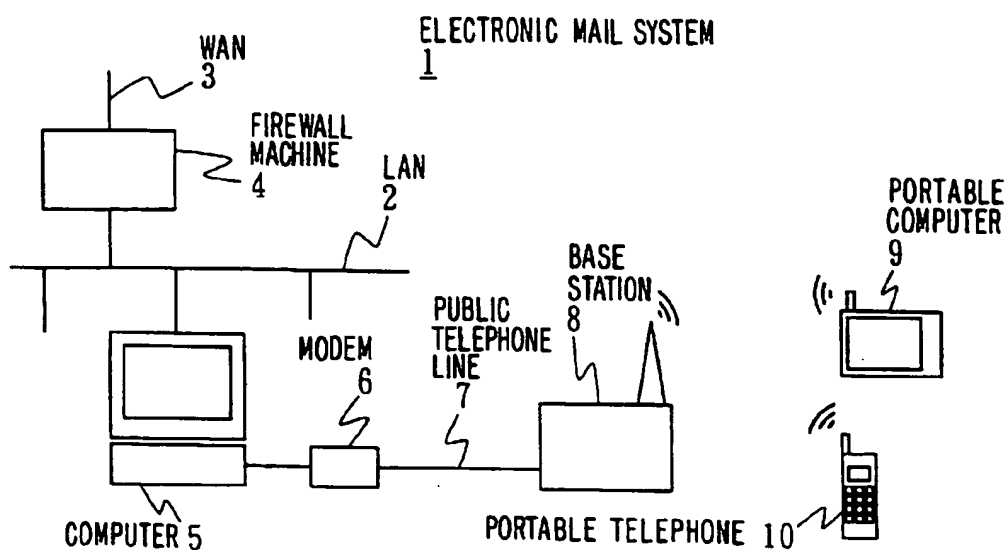 ELECTRONIC MAIL SYSTEM
1
WAN
3
FIREWALL
MACHINE
4
LAN
2
PORTABLE
COMPUTER
9
BASE
STATION
8
PUBLIC
TELEPHONE
LINE
7
MODEM
6
COMPUTER 5
PORTABLE TELEPHONE 10